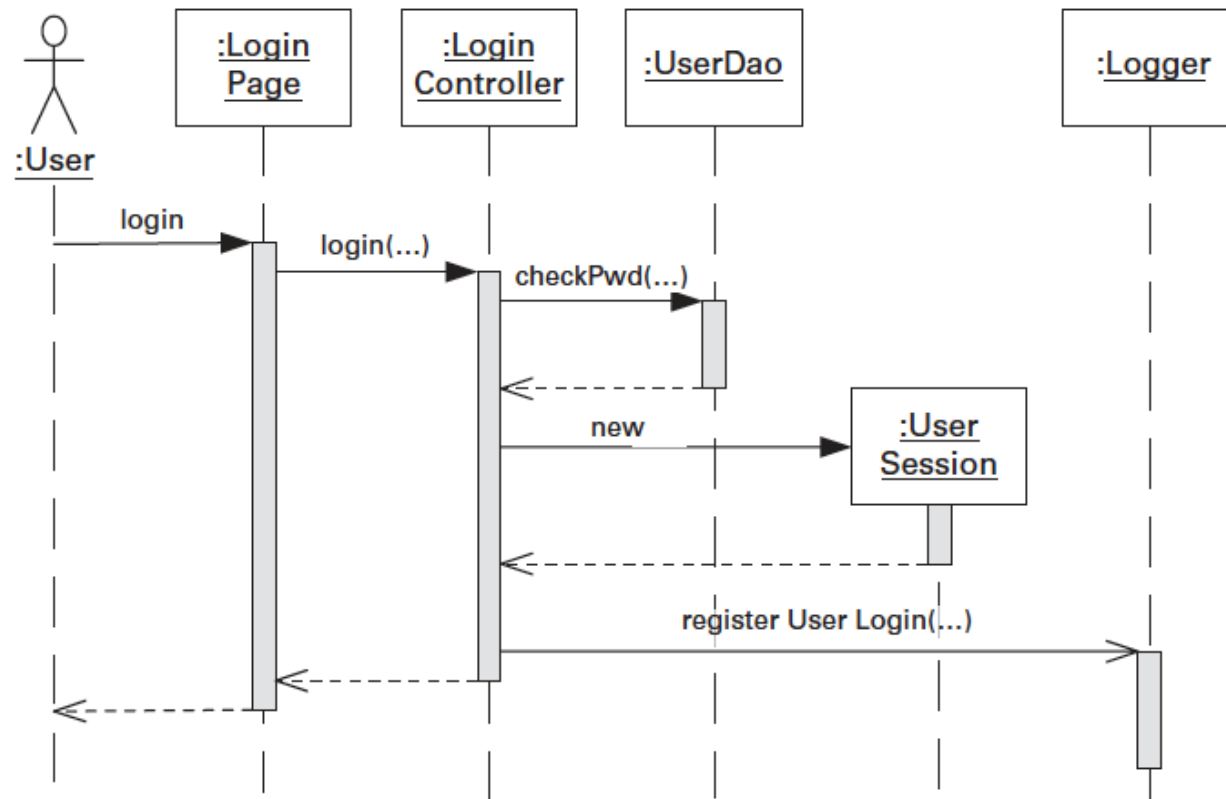 :Login
Page
:Login
Controller
:UserDao
:Logger
:User
login
login(...)
checkPwd(...)
new
:User
Session
register User Login(...)